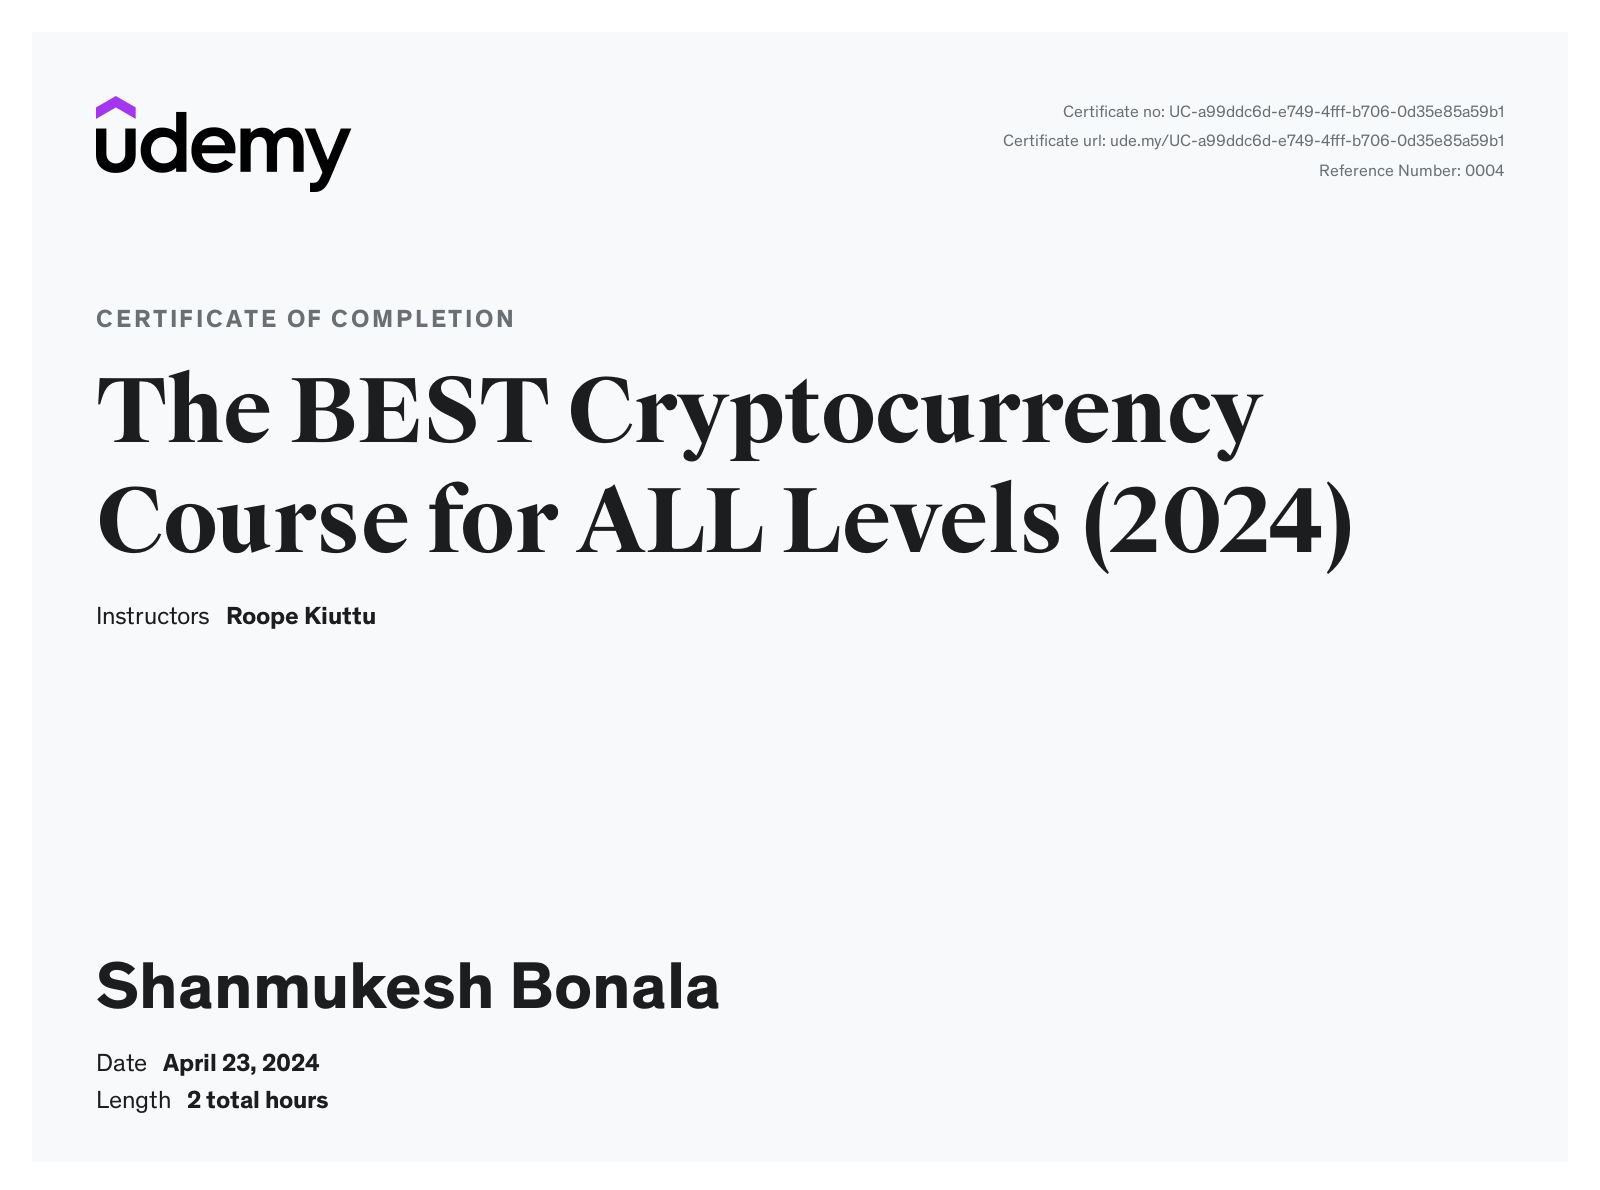 udemy
Certificate no: UC-a99ddc6d-e749-4fff-b706-0d35e85a59b1
Certificate url: ude.my/UC-a99ddc6d-e749-4fff-b706-0d35e85a59b1
Reference Number: 0004
CERTIFICATE OF COMPLETION
The BEST Cryptocurrency
Course for ALL Levels (2024)
Instructors Roope Kiuttu
Shanmukesh Bonala
Date April 23, 2024
Length 2 total hours